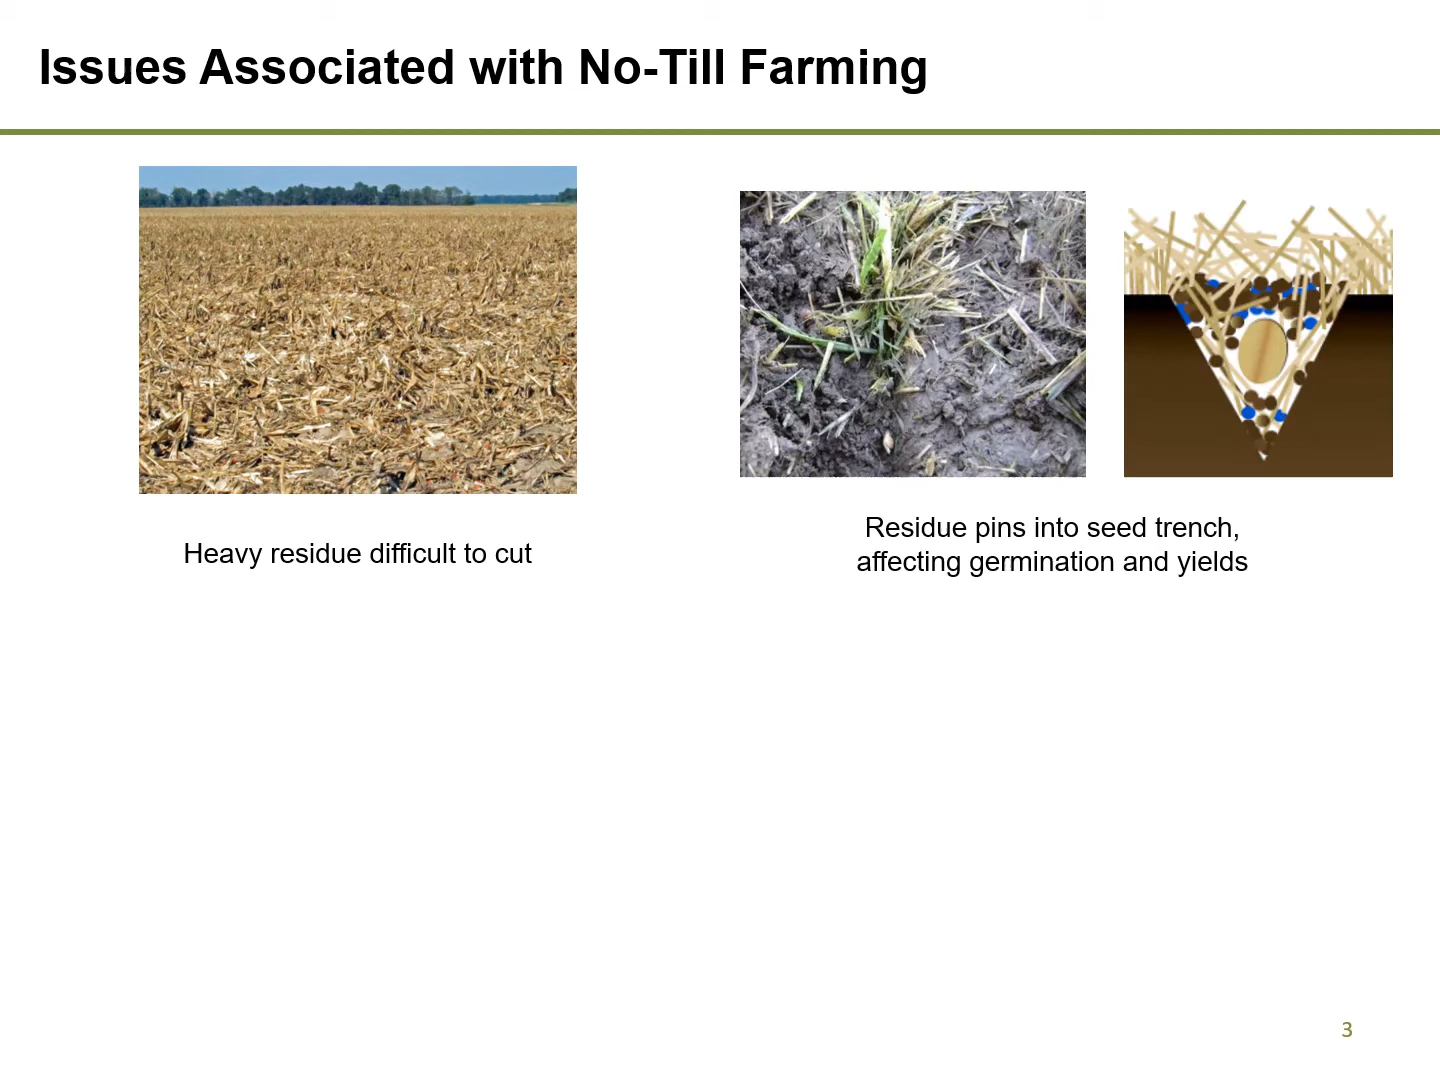 Issues Associated with No-Till Farming
Heavy residue difficult to cut
Residue pins into seed trench,
affecting germination and yields
3